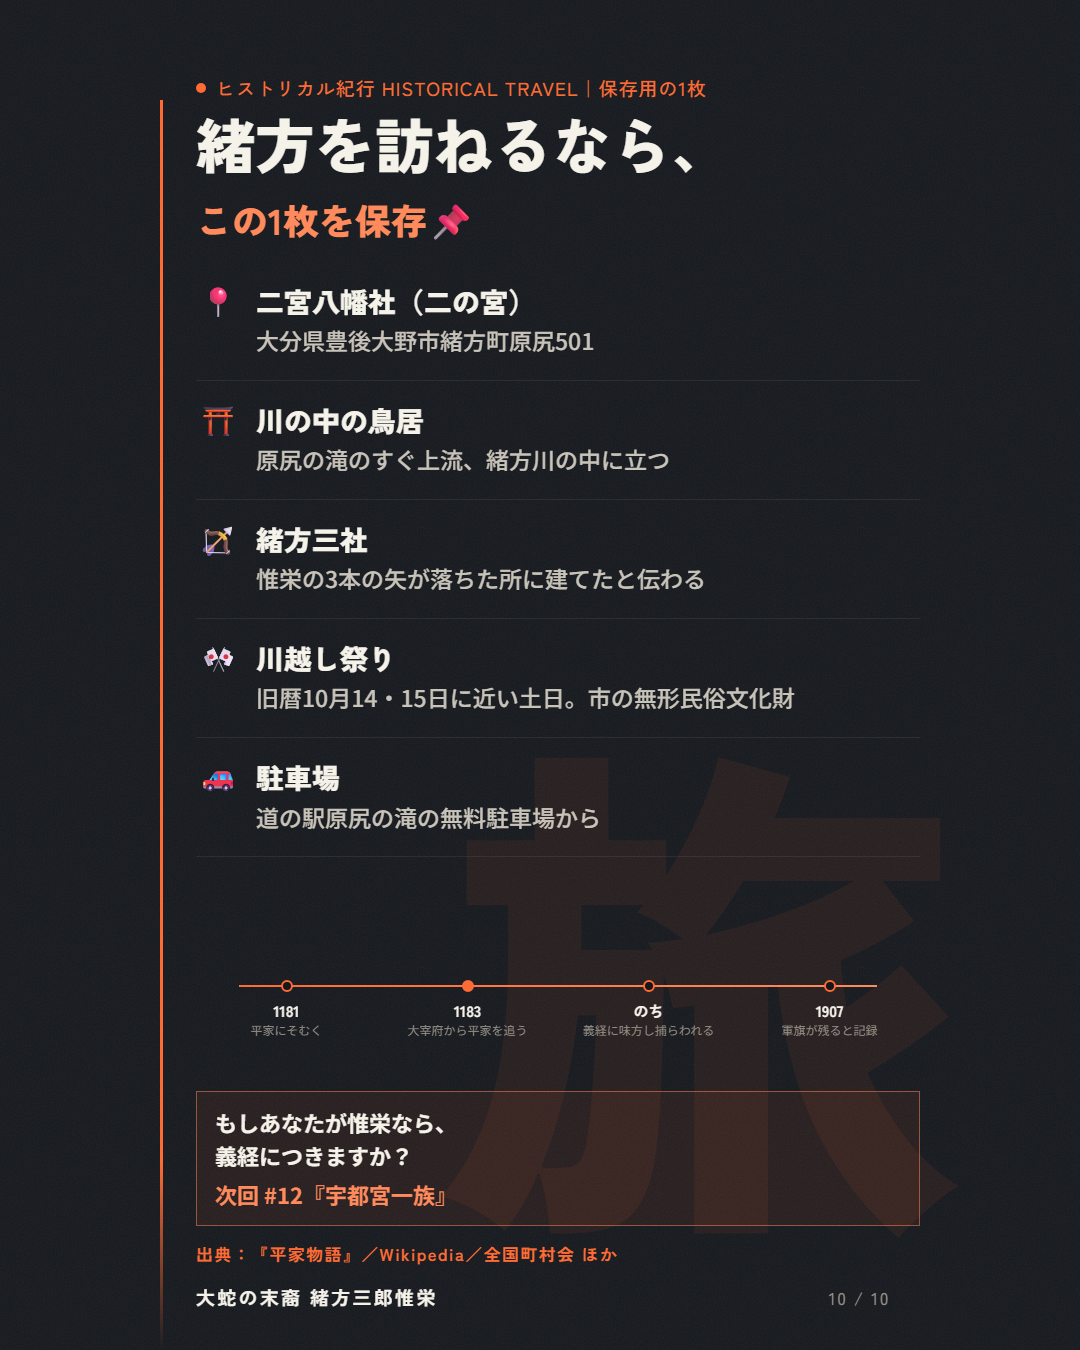 ヒストリカル紀行 HISTORICAL TRAVEL｜保存用の1枚
緒方を訪ねるなら、
この1枚を保存📌
二宮八幡社（二の宮）
大分県豊後大野市緒方町原尻501
川の中の鳥居
原尻の滝のすぐ上流、緒方川の中に立つ
緒方三社
惟栄の3本の矢が落ちた所に建てたと伝わる
川越し祭り
旧暦10月14・15日に近い土日。市の無形民俗文化財
駐車場
道の駅原尻の滝の無料駐車場から
旅
1181
平家にそむく
1183
大宰府から平家を追う
のち
義経に味方し捕らわれる
1907
軍旗が残ると記録
もしあなたが惟栄なら、
義経につきますか？
次回 #12『宇都宮一族』
出典：『平家物語』／Wikipedia／全国町村会 ほか
大蛇の末裔 緒方三郎惟栄
10 / 10